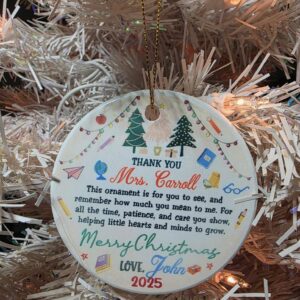 THANK YOU
Mrs. Carroll
This ornament is for you to see, and
remember how much you mean to me. For
all the time, patience, and care you show,
helping little hearts and minds to grow.
Merry Christmas
LOVE, John
2025